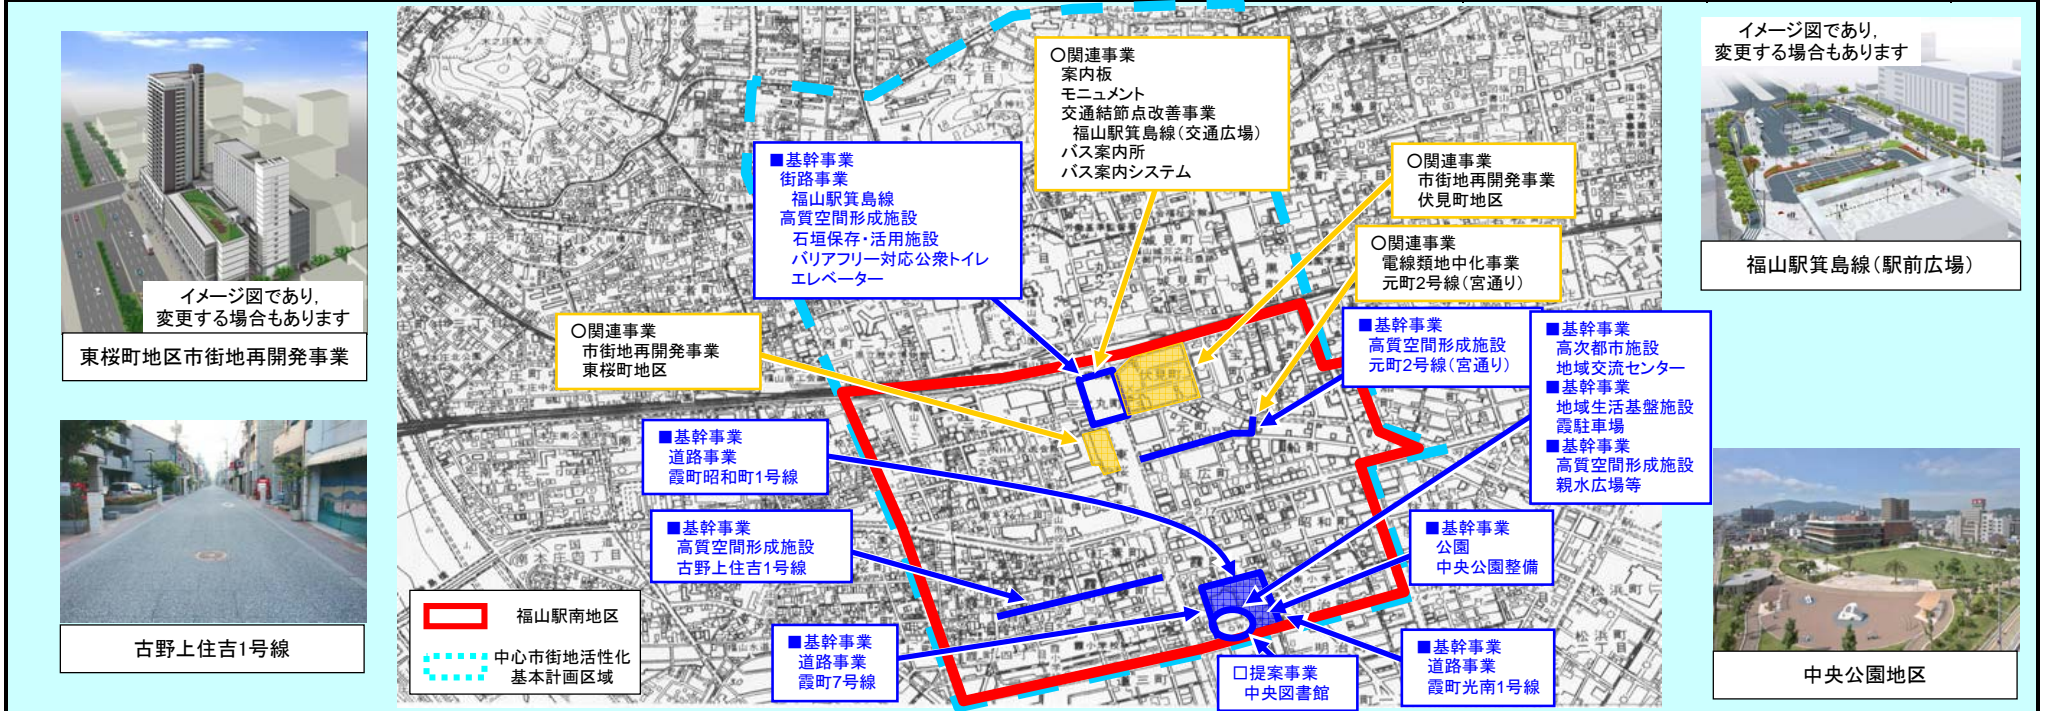 イメージ図であり,
変更する場合もあります
東桜町地区市街地再開発事業
古野上住吉1号線
○関連事業
案内板
モニュメント
交通結節点改善事業
福山駅箕島線(交通広場)
バス案内所
バス案内システム
■基幹事業
街路事業
福山駅箕島線
高質空間形成施設
石垣保存・活用施設
バリアフリー対応公衆トイレ
エレベーター
○関連事業
市街地再開発事業
伏見町地区
○関連事業
電線類地中化事業
元町2号線(宮通り)
○関連事業
市街地再開発事業
東桜町地区
■基幹事業
高質空間形成施設
元町2号線(宮通り)
■基幹事業
高次都市施設
地域交流センター
■基幹事業
地域生活基盤施設
霞駐車場
■基幹事業
高質空間形成施設
親水広場等
■基幹事業
道路事業
霞町昭和町1号線
■基幹事業
高質空間形成施設
古野上住吉1号線
■基幹事業
公園
中央公園整備
■基幹事業
道路事業
霞町7号線
□提案事業
中央図書館
■基幹事業
道路事業
霞町光南1号線
福山駅南地区
中心市街地活性化
基本計画区域
伏見町
昭和町
松浜町
イメージ図であり,
変更する場合もあります
福山駅箕島線(駅前広場)
中央公園地区